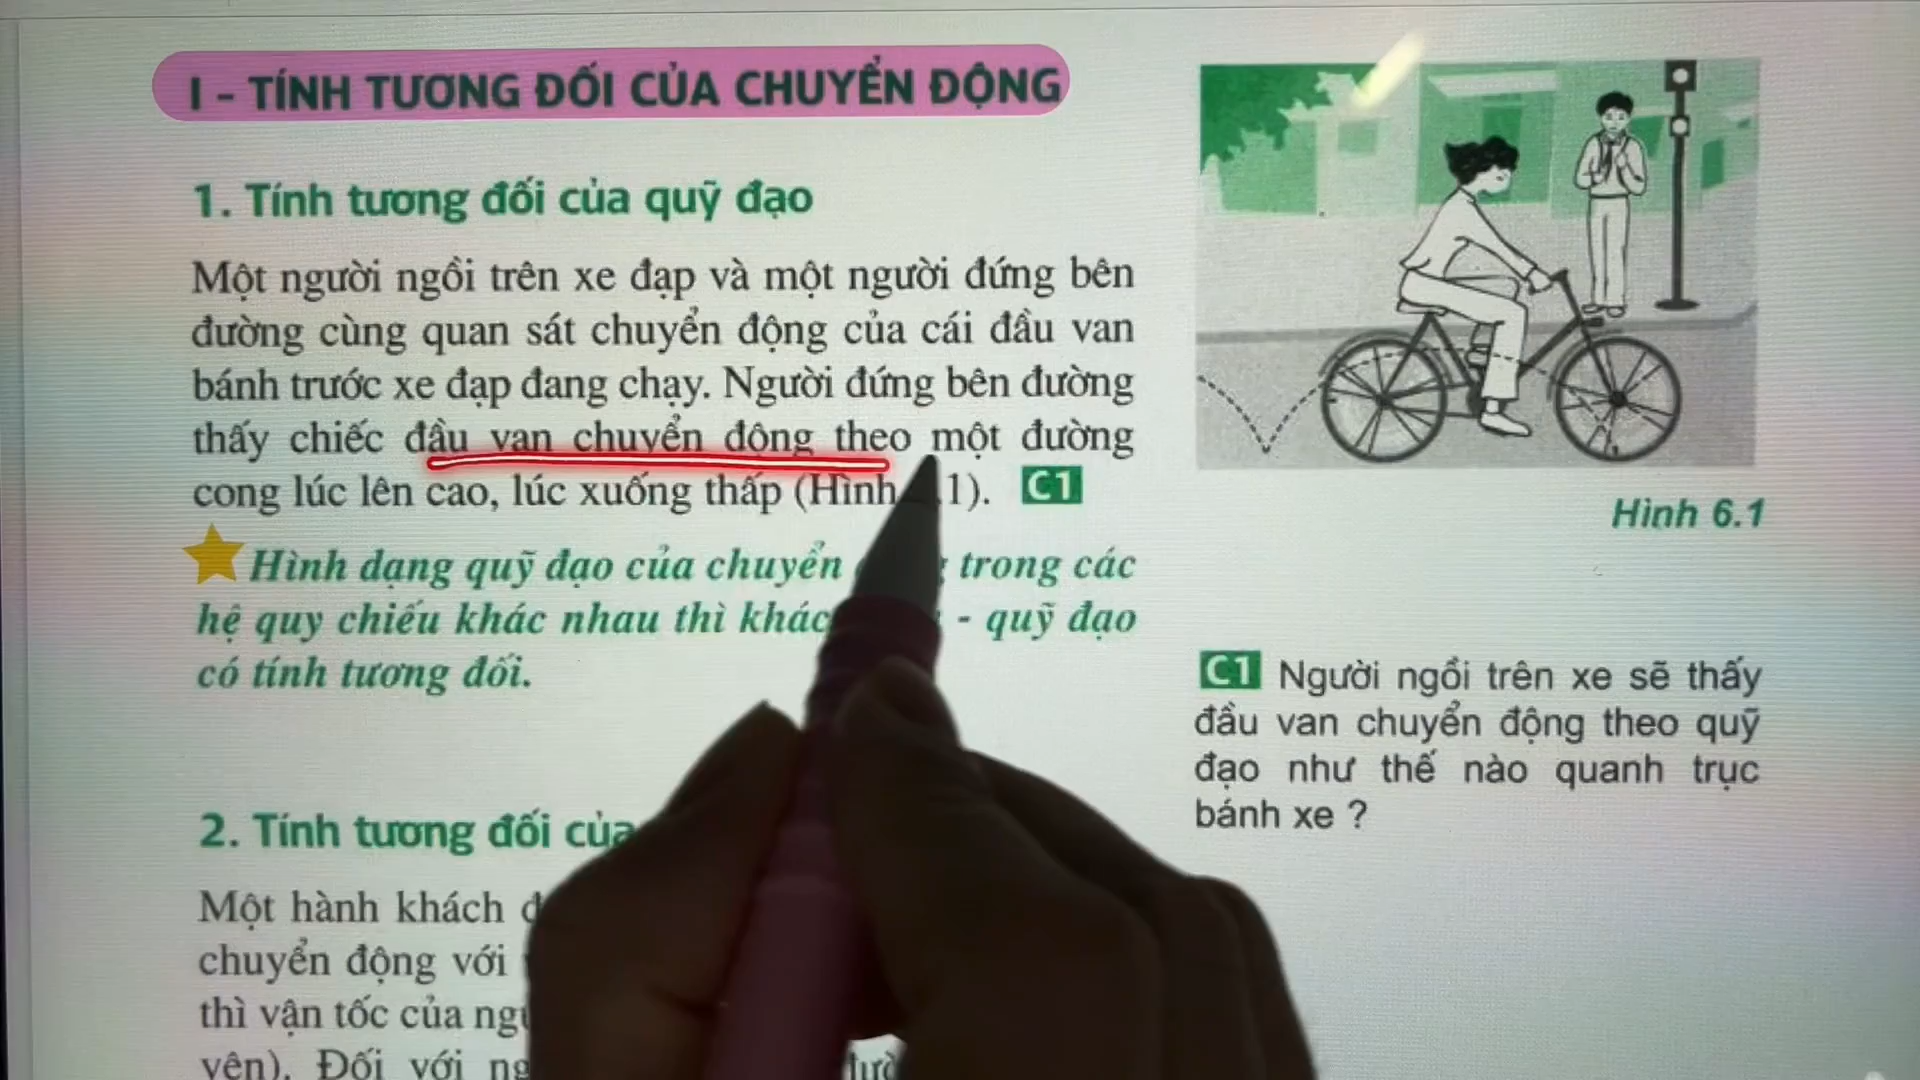 I - TÍNH TƯƠNG ĐỐI CỦA CHUYỂN ĐỘNG
1. Tính tương đối của quỹ đạo
Một người ngồi trên xe đạp và một người đứng bên
đường cùng quan sát chuyển động của cái đầu van
bánh trước xe đạp đang chạy. Người đứng bên đường
thấy chiếc đầu van chuyển động theo một đường
cong lúc lên cao, lúc xuống thấp (Hình .1). C1
Hình dạng quỹ đạo của chuyển trong các
hệ quy chiếu khác nhau thì khác - quỹ đạo
có tính tương đối.
2. Tính tương đối của
Một hành khách
chuyển động với
thì vận tốc của
yên). Đối với
Hình 6.1
C1 Người ngồi trên xe sẽ thấy
đầu van chuyển động theo quỹ
đạo như thế nào quanh trục
bánh xe ?